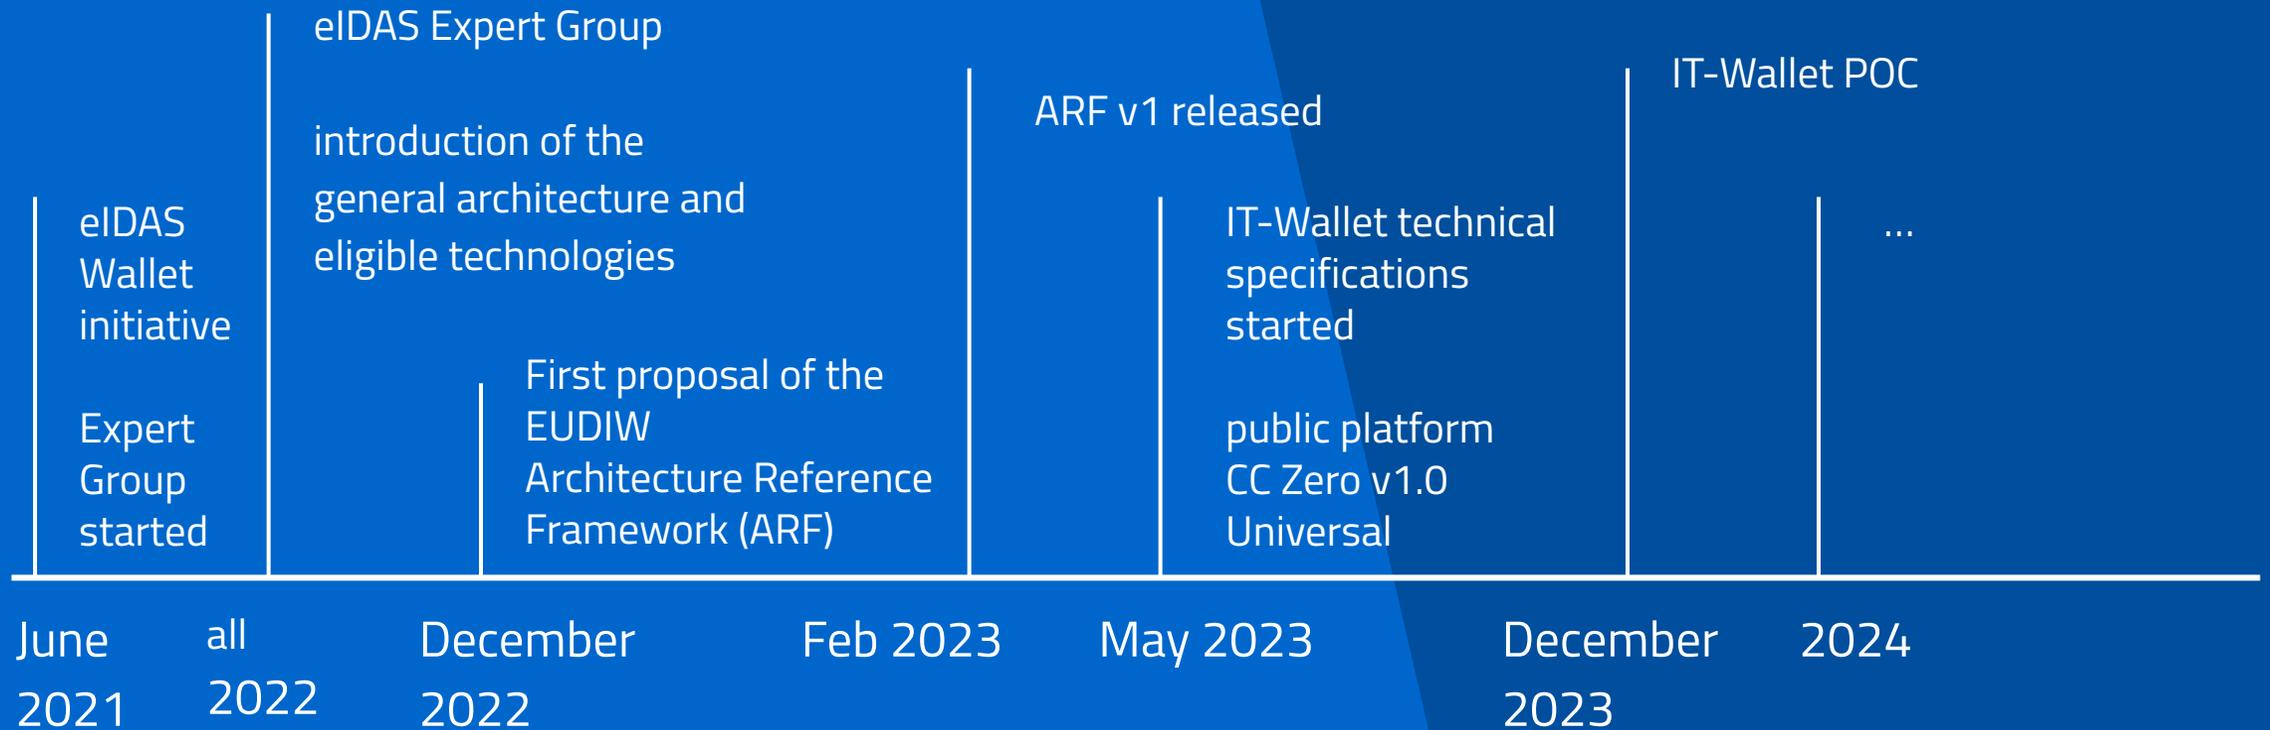 eIDAS Expert Group
introduction of the
general architecture and
eligible technologies
eIDAS
Wallet
initiative
Expert
Group
started
First proposal of the
EUDIW
Architecture Reference
Framework (ARF)
ARF v1 released
IT-Wallet technical
specifications
started
public platform
CC Zero v1.0
Universal
IT-Wallet POC
...
June
2021
all
2022
December
2022
Feb 2023
May 2023
December
2023
2024